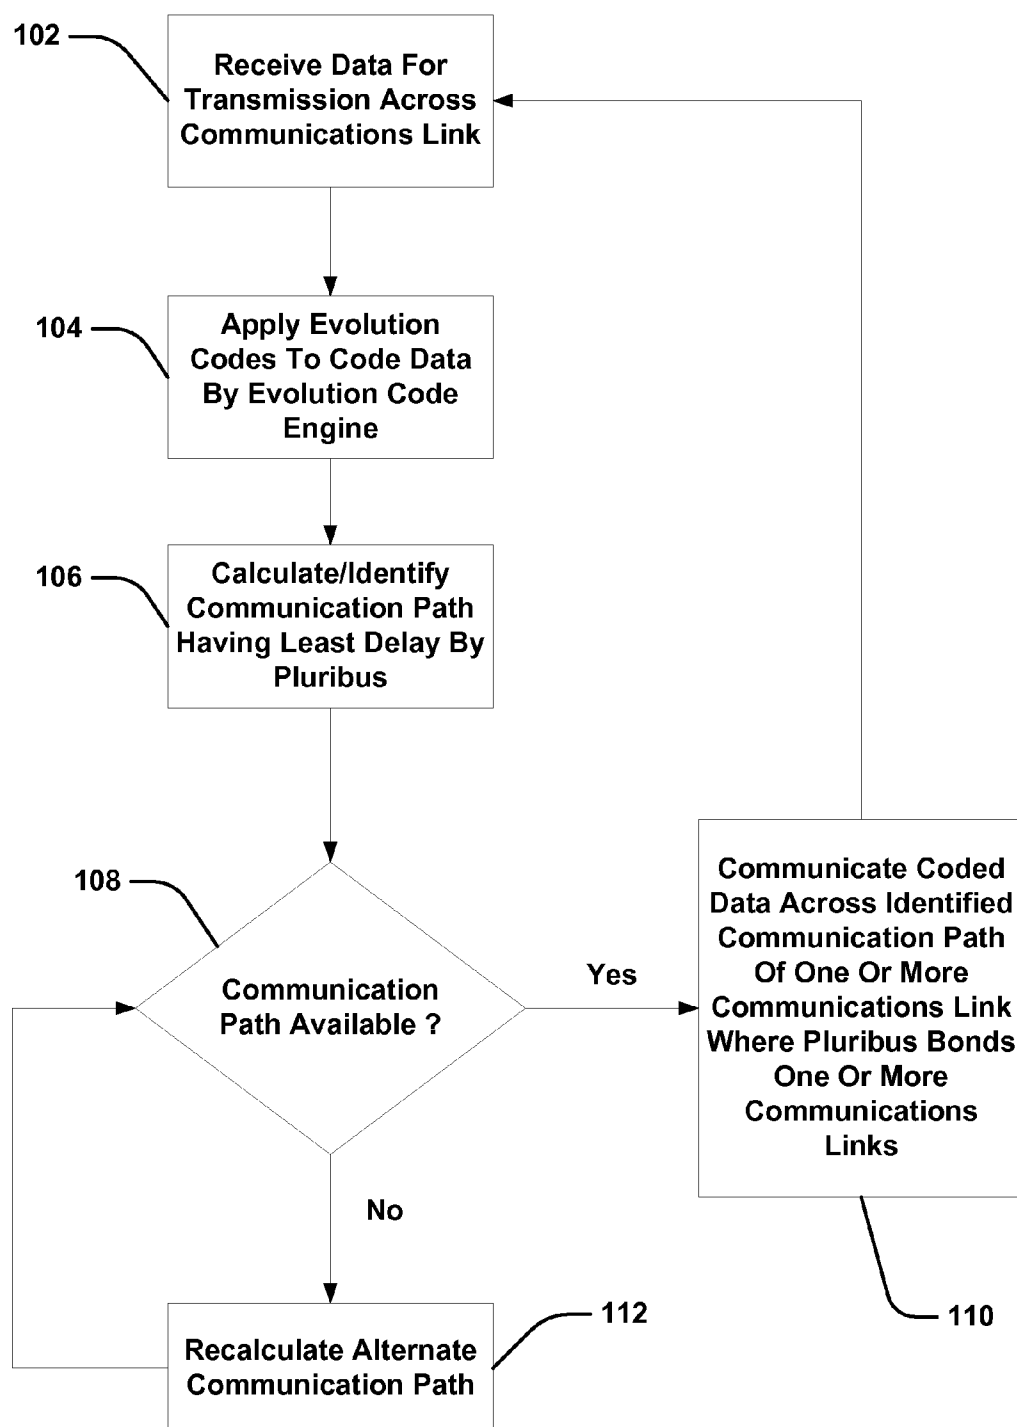 102
Receive Data For
Transmission Across
Communications Link
104
Apply Evolution
Codes To Code Data
By Evolution Code
Engine
106
Calculate/Identify
Communication Path
Having Least Delay By
Pluribus
108
Communication
Path Available ?
Yes
Communicate Coded
Data Across Identified
Communication Path
Of One Or More
Communications Link
Where Pluribus Bonds
One Or More
Communications
Links
110
No
Recalculate Alternate
Communication Path
112